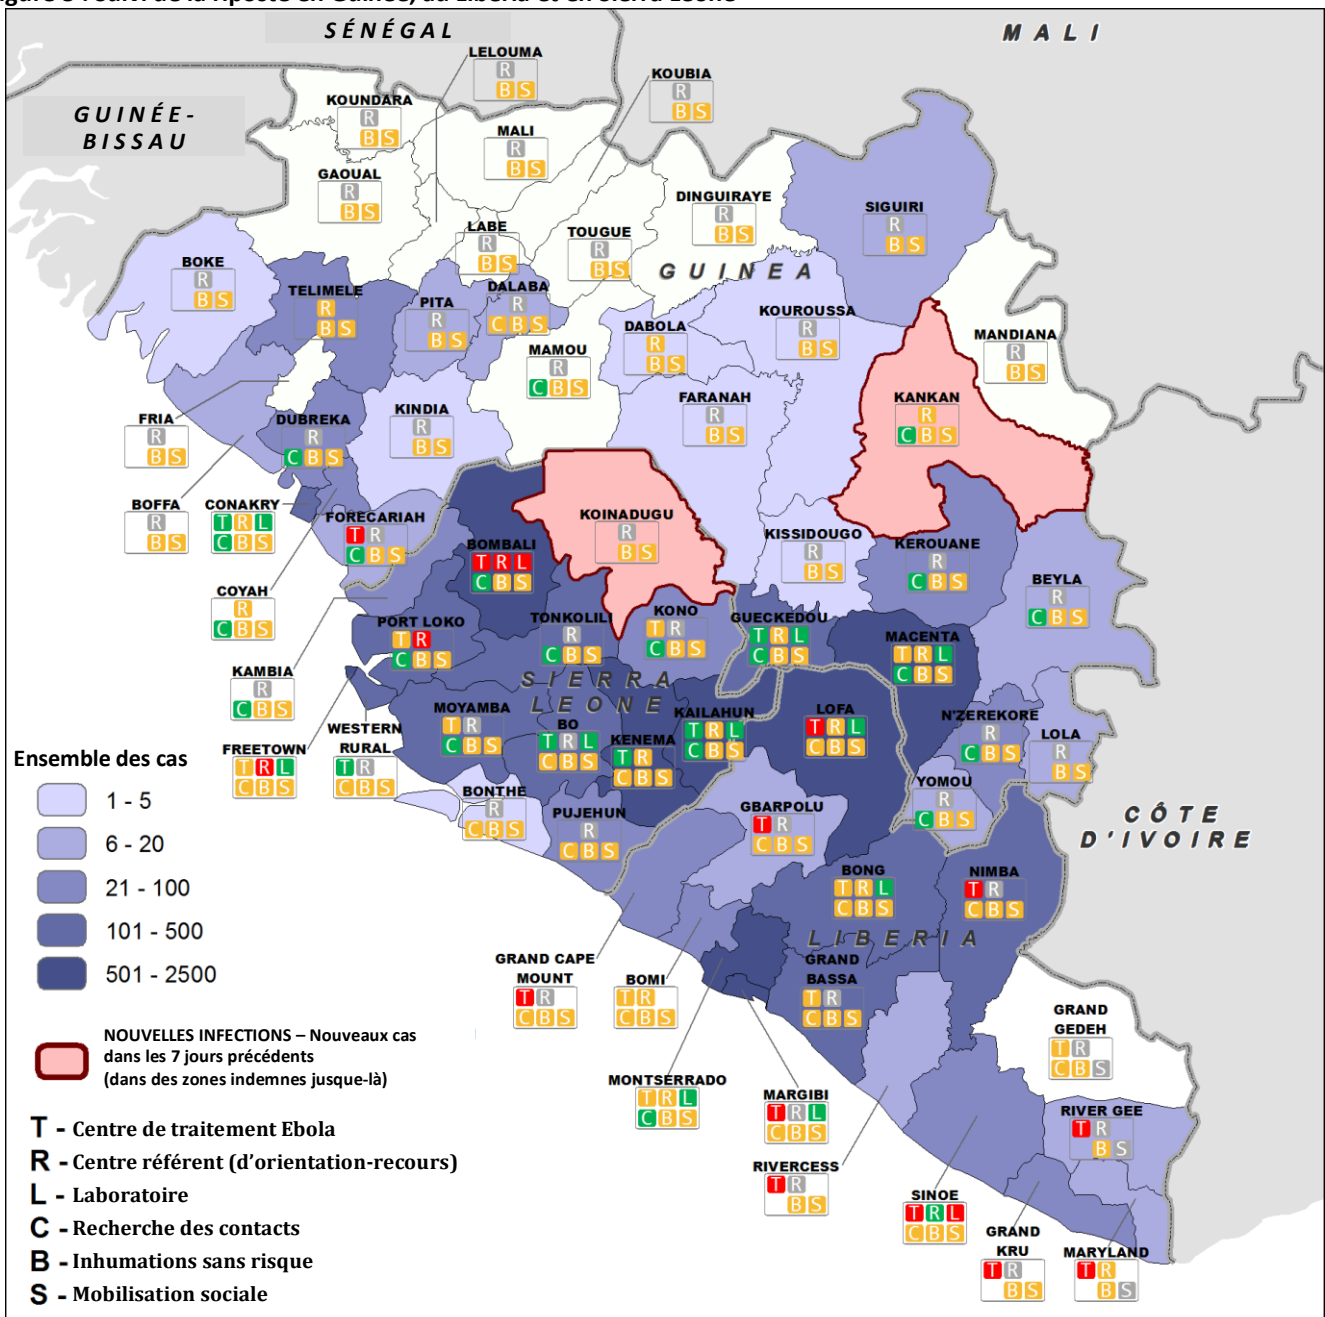 SÉNÉGAL
MALI
LELOUMA
R
B S
KOUBIA
R
B S
GUINÉE-
BISSAU
KOUNDARA
R
B S
MALI
R
B S
GAOUAL
R
B S
DINGUIRAYE
R
B S
SIGUIRI
R
B S
LABE
R
B S
TOUGUE
R
B S
GUINEA
BOKE
R
B S
TELIMELE
R
B S
PITA
R
B S
DALABA
R
C B S
KOUROUSSA
R
B S
DABOLA
R
B S
MANDIANA
R
B S
MAMOU
R
C B S
FARANAH
R
B S
KANKAN
R
C B S
FRIA
R
B S
DUBREKA
R
C B S
KINDIA
R
B S
BOFFA
R
B S
CONAKRY
T R L
C B S
FORECARIAH
T R
C B S
KOINADUGU
R
B S
BOMBALI
T R L
C B S
KISSIDOUGO
R
B S
KEROUANE
R
C B S
BEYLA
R
C B S
COYAH
R
C B S
PORT LOKO
T R
C B S
TONKOLILI
R
C B S
KONO
T R
C B S
GUECKEDOU
T R L
C B S
MACENTA
T R L
C B S
KAMBIA
R
C B S
SIERRA
LEONE
MOYAMBA
T R
C B S
BO
T R L
C B S
KENEMA
T R
C B S
KAILAHUN
T R L
C B S
LOFA
T R L
C B S
N'ZEREKORE
R
C B S
LOLA
R
B S
FREETOWN
T R L
C B S
WESTERN
RURAL
T R
C B S
BONTHE
R
C B S
PUJEHUN
R
C B S
GBARPOLU
T R
C B S
YOMOU
R
C B S
CÔTE
D'IVOIRE
BONG
T R L
C B S
NIMBA
T R
C B S
LIBERIA
GRAND CAPE
MOUNT
T R
C B S
BOMI
T R
C B S
GRAND
BASSA
T R
C B S
GRAND
GEDEH
T R
C B S
MONTSERRADO
T R L
C B S
MARGIBI
T R L
C B S
RIVER GEE
T R
B S
RIVERCESS
T R
B S
SINOE
T R L
C B S
GRAND
KRU
T R
B S
MARYLAND
T R
B S
Ensemble des cas
1 - 5
6 - 20
21 - 100
101 - 500
501 - 2500
NOUVELLES INFECTIONS – Nouveaux cas
dans les 7 jours précédents
(dans des zones indemnes jusque-là)
T - Centre de traitement Ebola
R - Centre référent (d'orientation-recours)
L - Laboratoire
C - Recherche des contacts
B - Inhumations sans risque
S - Mobilisation sociale